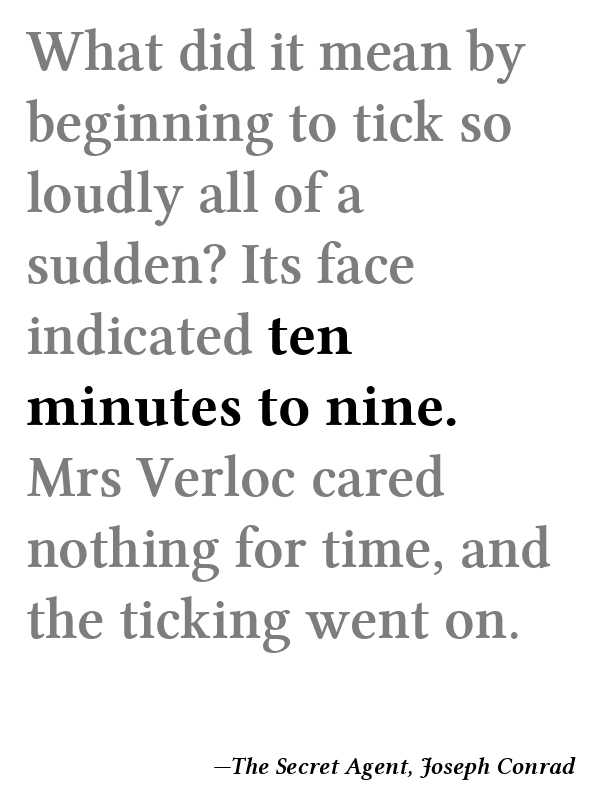 What did it mean by
beginning to tick so
loudly all of a
sudden? Its face
indicated ten
minutes to nine.
Mrs Verloc cared
nothing for time, and
the ticking went on.
—The Secret Agent, Joseph Conrad